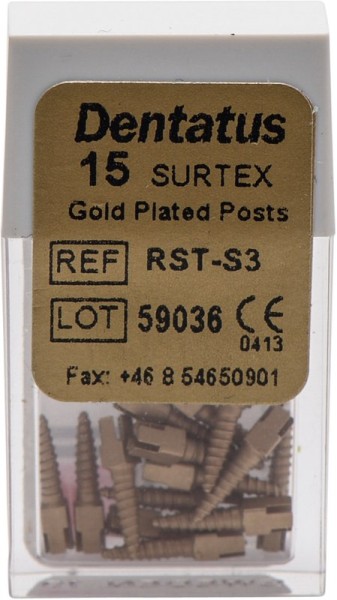 Dentatus
15 SURTEX
Gold Plated Posts
REF RST-S3
LOT 59036 CE
0413
Fax: +46 8 54650901